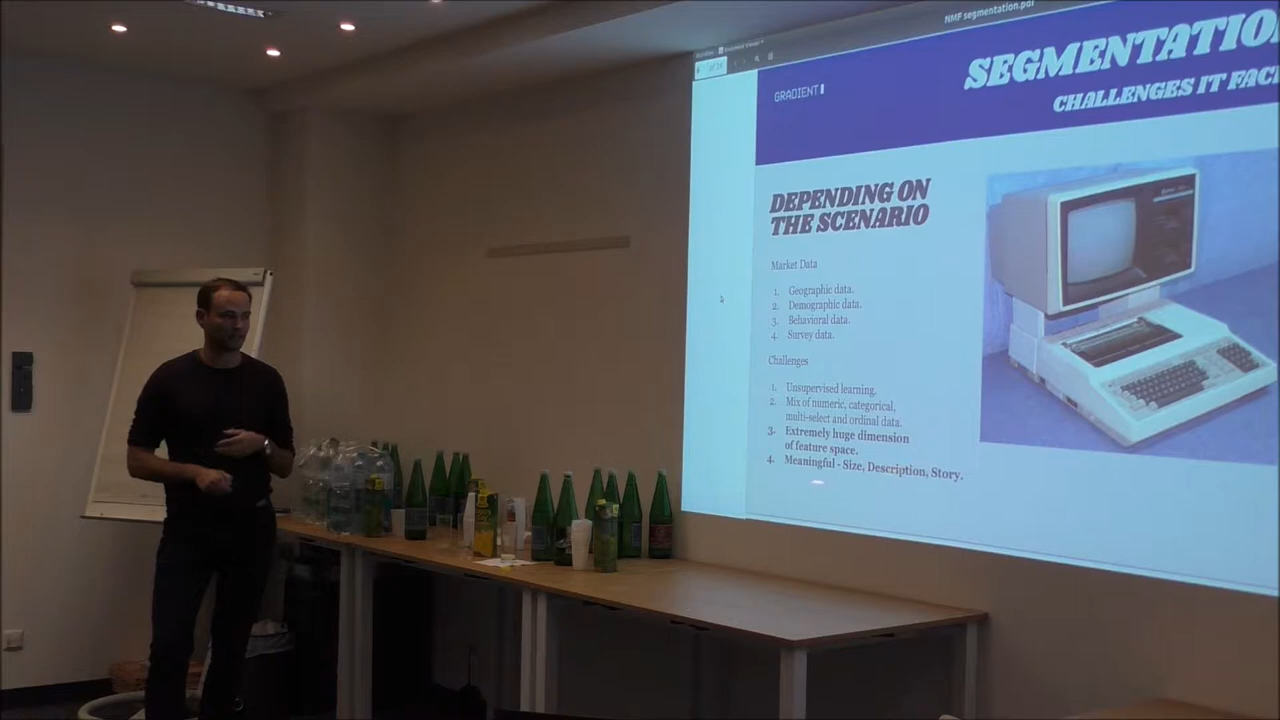 NMF segmentation.pdf
GRADIENT
SEGMENTATIO
CHALLENGES IT FAC
DEPENDING ON
THE SCENARIO
Market Data
1. Geographic data.
2. Demographic data.
3. Behavioral data.
4. Survey data.
Challenges
1. Unsupervised learning.
2. Mix of numeric, categorical,
multi-select and ordinal data.
3. Extremely huge dimension
of feature space.
4. Meaningful - Size, Description, Story.